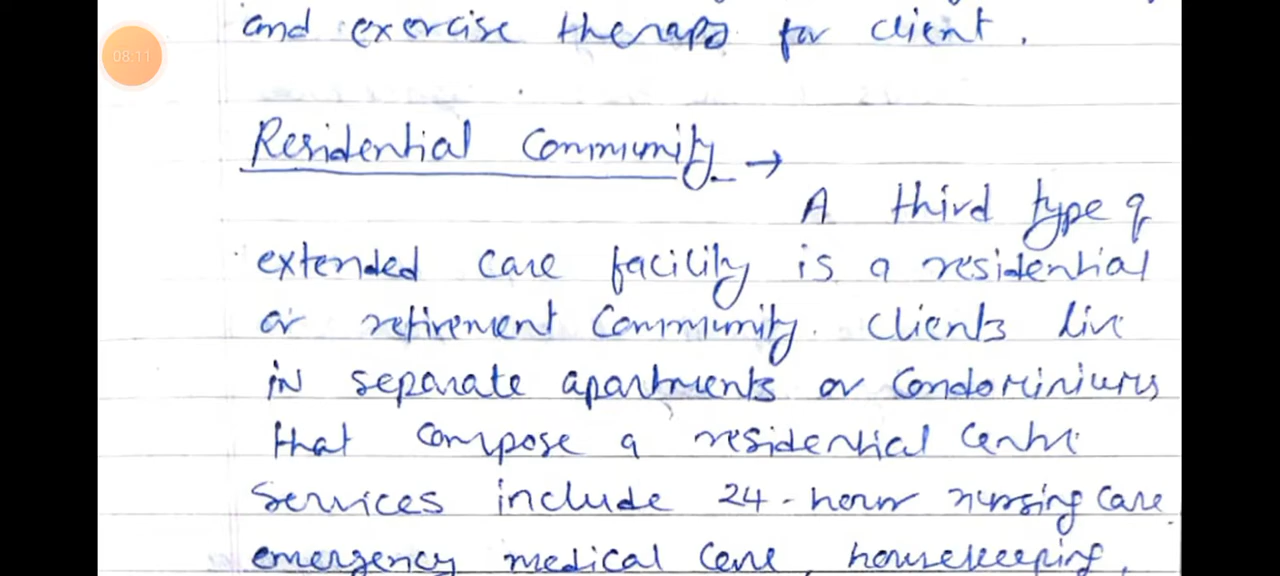 and exercise therapy for client.
08:11
Residential Community →
A third type of
extended care facility is a residential
or retirement community. Clients live
in separate apartments or condominiums
that compose a residential centre
Services include 24-hour nursing care
emergency medical care, housekeeping,